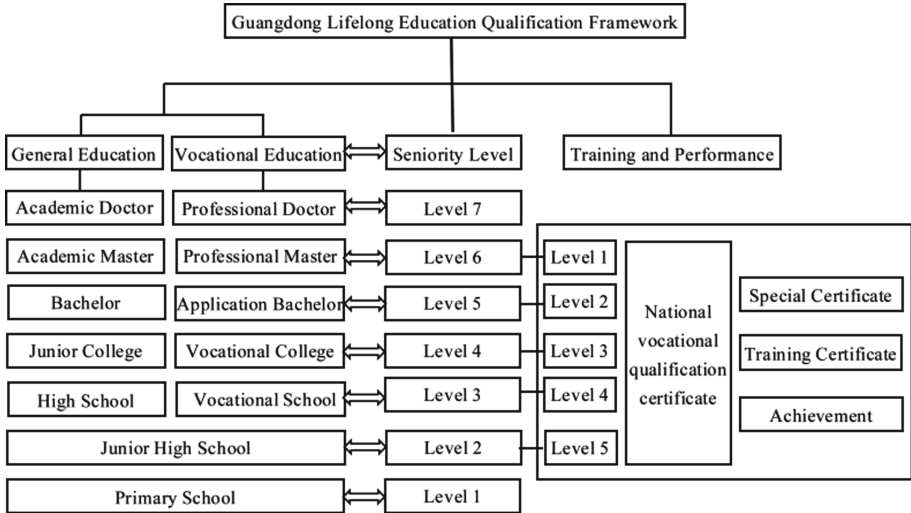 Guangdong Lifelong Education Qualification Framework
General Education
Vocational Education
Seniority Level
Training and Performance
Academic Doctor
Professional Doctor
Level 7
Academic Master
Professional Master
Level 6
Level 1
Bachelor
Application Bachelor
Level 5
Level 2
Junior College
Vocational College
Level 4
Level 3
High School
Vocational School
Level 3
Level 4
Junior High School
Level 2
Level 5
Primary School
Level 1
National
vocational
qualification
certificate
Special Certificate
Training Certificate
Achievement